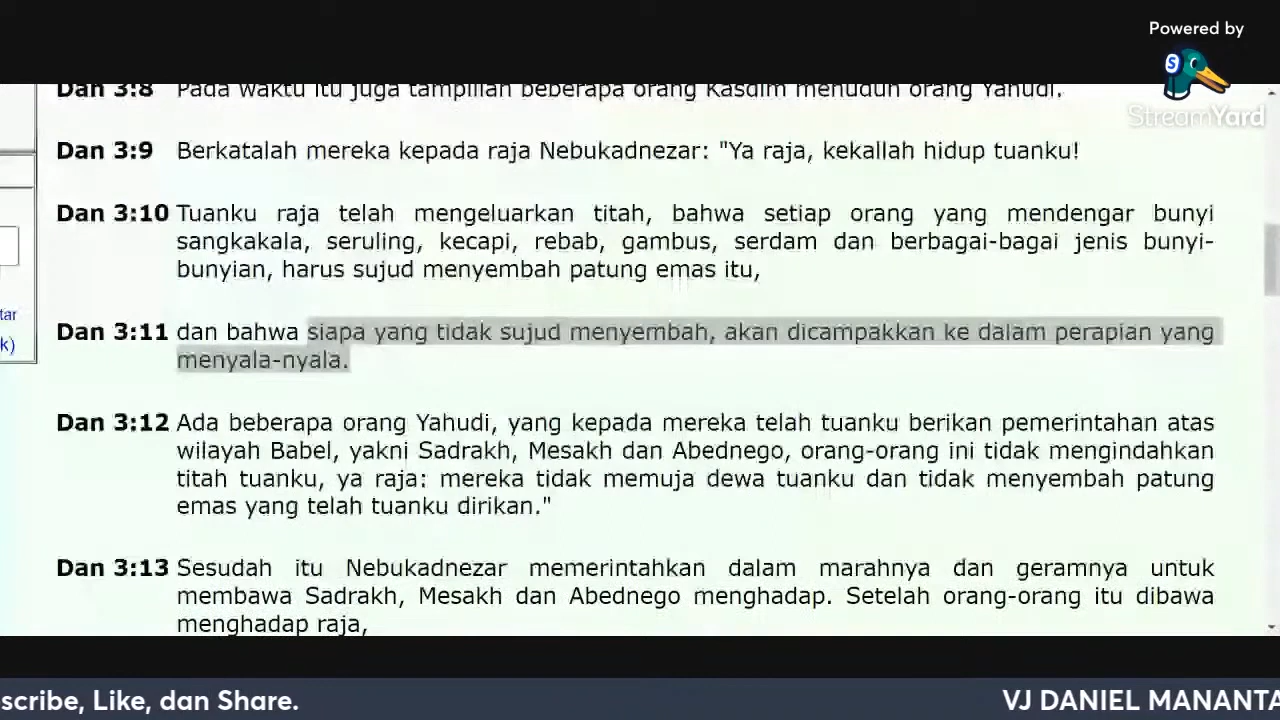 Powered by
StreamYard
Dan 3:8 Pada waktu itu juga tampillah beberapa orang Kasdim menuduh orang Yahudi.
Dan 3:9 Berkatalah mereka kepada raja Nebukadnezar: "Ya raja, kekallah hidup tuanku!
Dan 3:10 Tuanku raja telah mengeluarkan titah, bahwa setiap orang yang mendengar bunyi
sangkakala, seruling, kecapi, rebab, gambus, serdam dan berbagai-bagai jenis bunyi-
bunyian, harus sujud menyembah patung emas itu,
tar
Dan 3:11 dan bahwa siapa yang tidak sujud menyembah, akan dicampakkan ke dalam perapian yang
k)
menyala-nyala.
Dan 3:12 Ada beberapa orang Yahudi, yang kepada mereka telah tuanku berikan pemerintahan atas
wilayah Babel, yakni Sadrakh, Mesakh dan Abednego, orang-orang ini tidak mengindahkan
titah tuanku, ya raja: mereka tidak memuja dewa tuanku dan tidak menyembah patung
emas yang telah tuanku dirikan."
Dan 3:13 Sesudah itu Nebukadnezar memerintahkan dalam marahnya dan geramnya untuk
membawa Sadrakh, Mesakh dan Abednego menghadap. Setelah orang-orang itu dibawa
menghadap raja,
scribe, Like, dan Share.
VJ DANIEL MANANTA